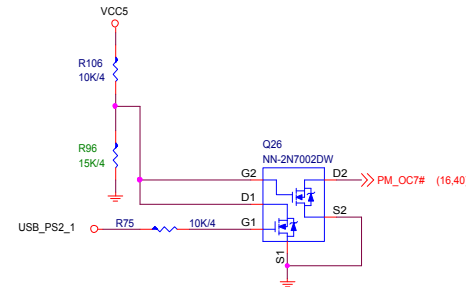 VCC5
R106
10K/4
R96
15K/4
Q26
NN-2N7002DW
G2
D2
PM_OC7# (16,40
D1
S2
USB_PS2_1
R75
10K/4
G1
S1